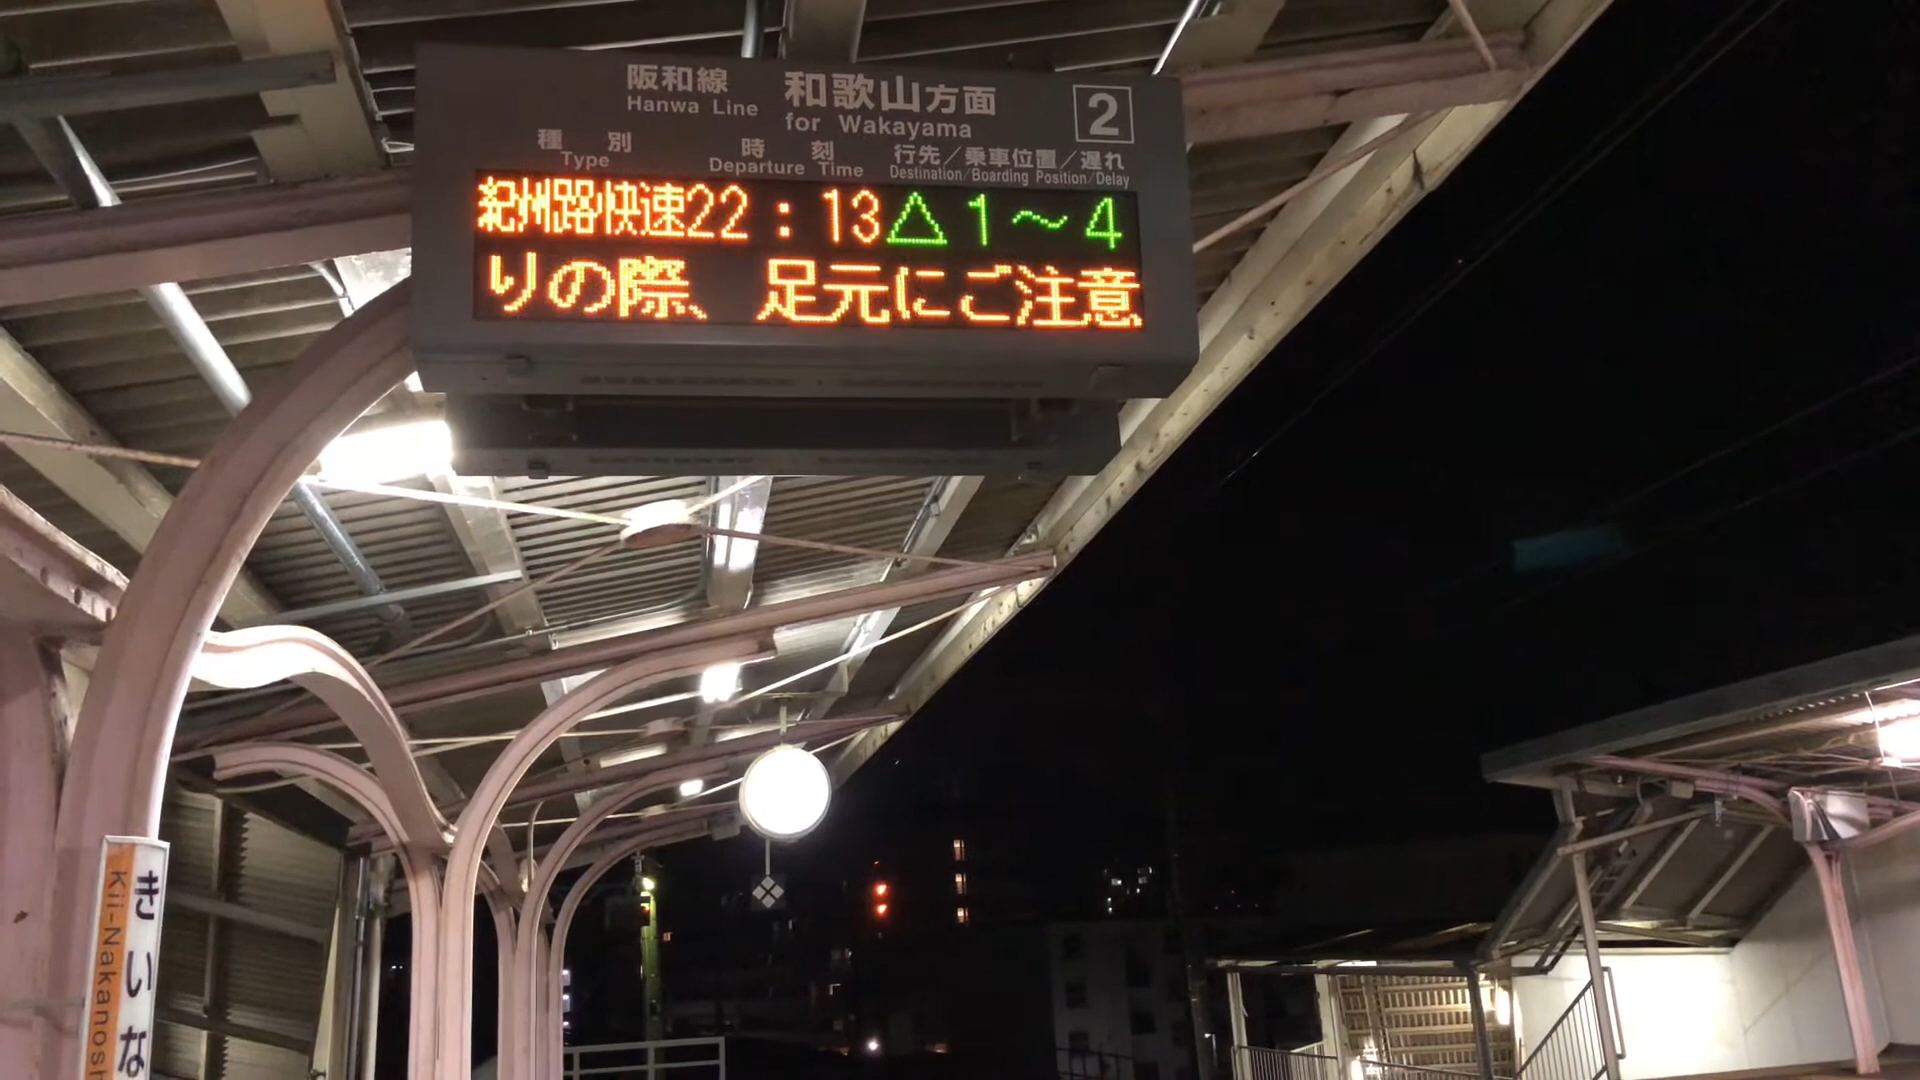 阪和線 和歌山方面 2
Hanwa Line for Wakayama
種別 時刻 行先/乗車位置/遅れ
Type Departure Time Destination/Boarding Position/Delay
紀州路快速22:13△1~4
りの際、足元にご注意
きいな
Kii-Nakanosh